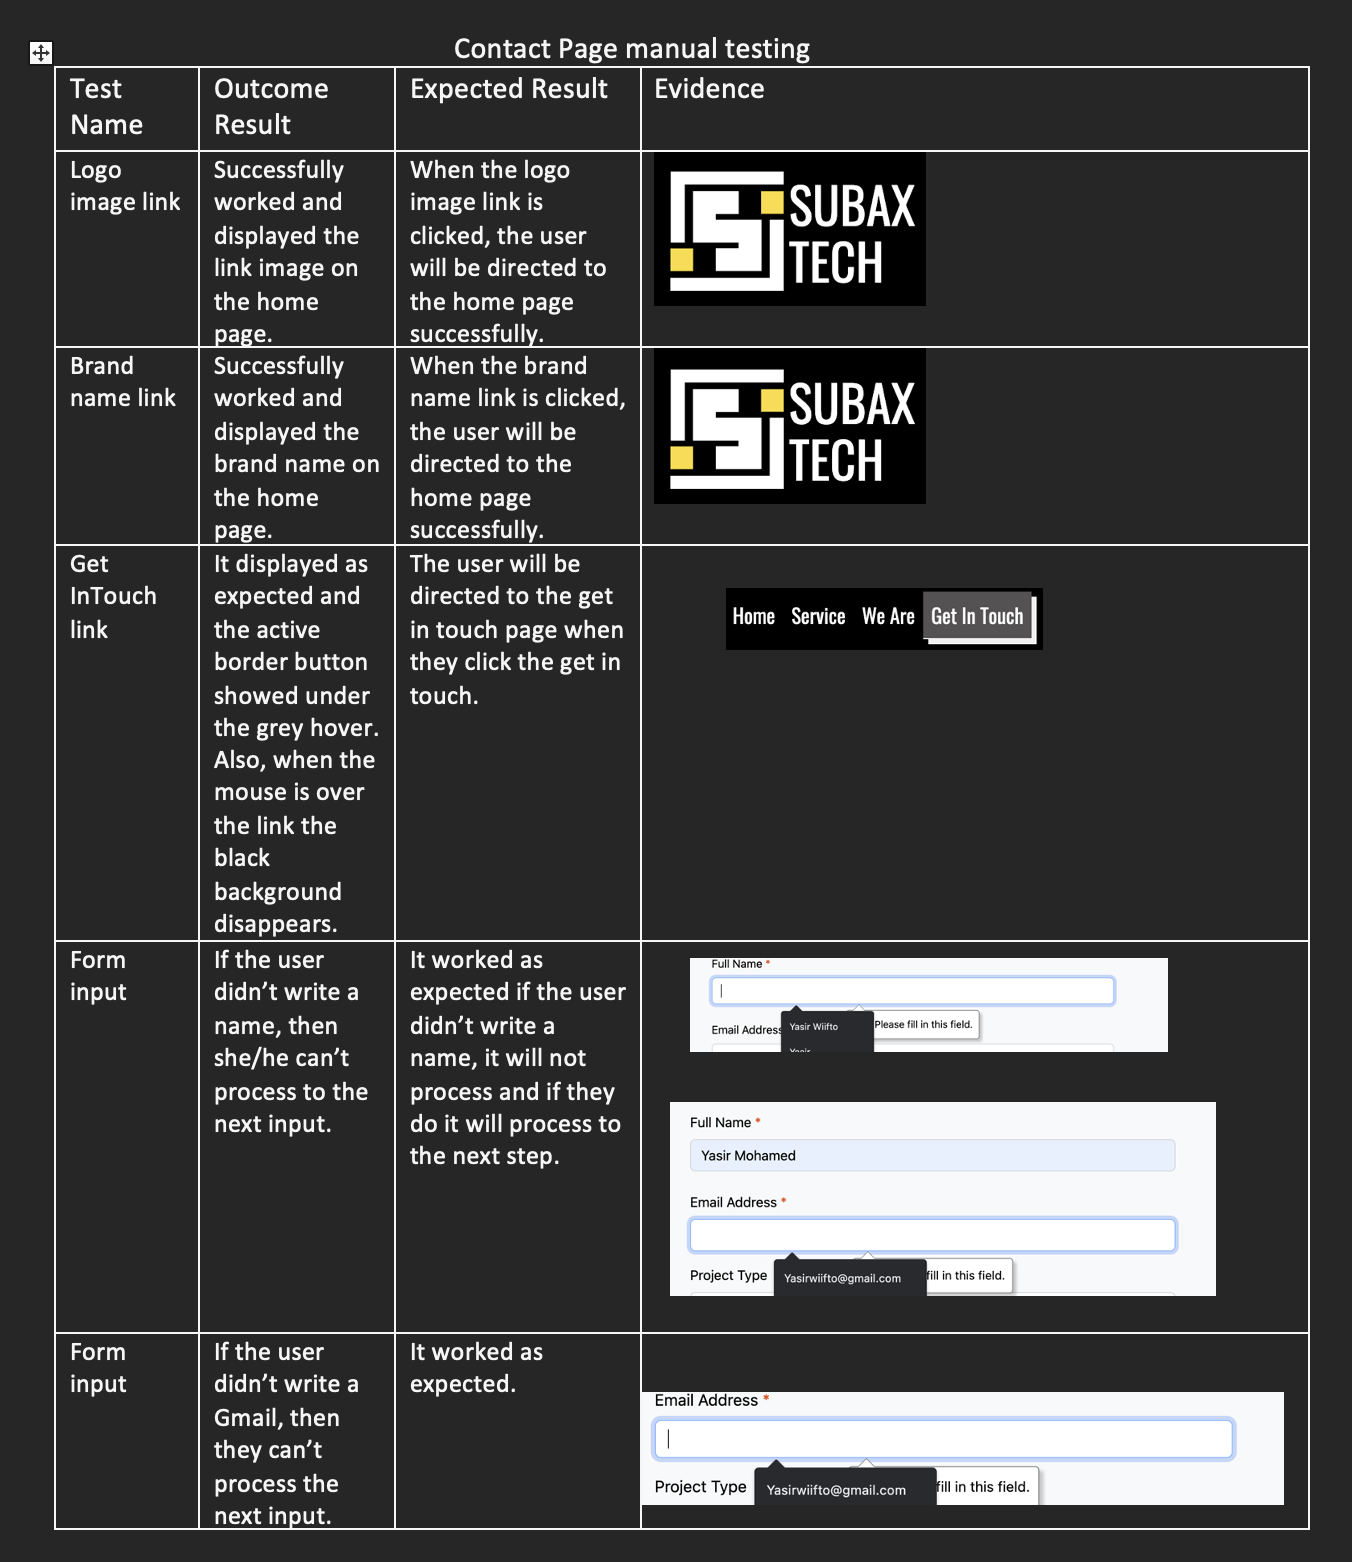 Contact Page manual testing
Test
Name
Outcome
Result
Expected Result
Evidence
Logo
image link
Successfully
worked and
displayed the
link image on
the home
page.
When the logo
image link is
clicked, the user
will be directed to
the home page
successfully.
SUBAX
TECH
Brand
name link
Successfully
worked and
displayed the
brand name on
the home
page.
When the brand
name link is clicked,
the user will be
directed to the
home page
successfully.
SUBAX
TECH
Get
InTouch
link
It displayed as
expected and
the active
border button
showed under
the grey hover.
Also, when the
mouse is over
the link the
black
background
disappears.
The user will be
directed to the get
in touch page when
they click the get in
touch.
Home Service We Are Get In Touch
Form
input
If the user
didn’t write a
name, then
she/he can’t
process to the
next input.
It worked as
expected if the user
didn’t write a
name, it will not
process and if they
do it will process to
the next step.
Full Name *
Yasir Wiifto
Please fill in this field.
Email Address
Yasir
Full Name *
Yasir Mohamed
Email Address *
Project Type
Yasirwiifto@gmail.com
fill in this field.
Form
input
If the user
didn’t write a
Gmail, then
they can’t
process the
next input.
It worked as
expected.
Email Address *
Project Type
Yasirwiifto@gmail.com
fill in this field.